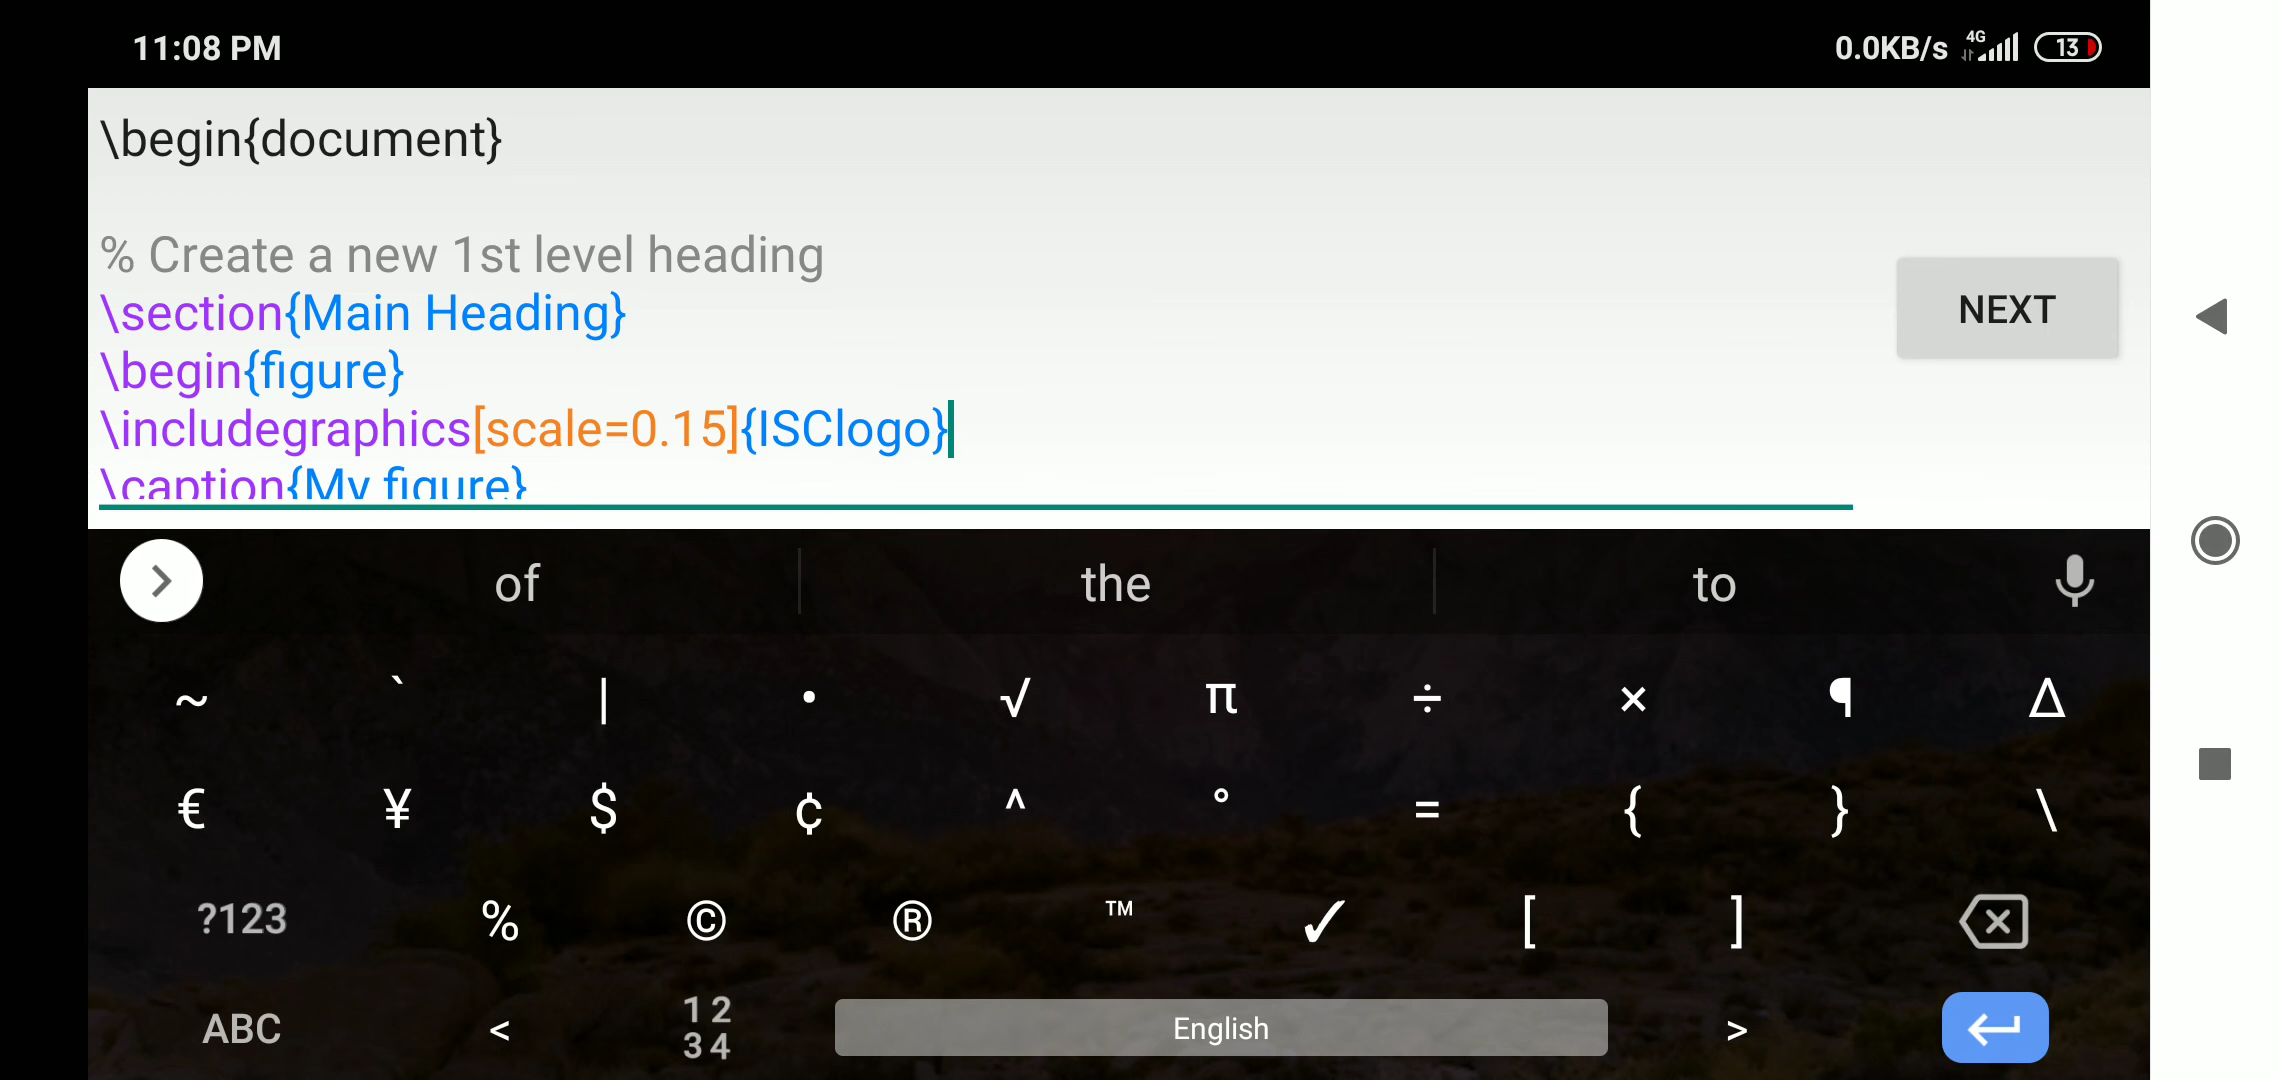 11:08 PM
0.0KB/s 4G 13
\begin{document}
% Create a new 1st level heading
\section{Main Heading}
\begin{figure}
NEXT
\includegraphics[scale=0.15]{ISClogo}
\caption{My figure}
of the to
~ ` | • √ π ÷ × ¶ Δ
€ ¥ $ ¢ ^ ° = { } \
?123 % © ® ™ ✓ [ ]
ABC < 1 2 3 4 English >